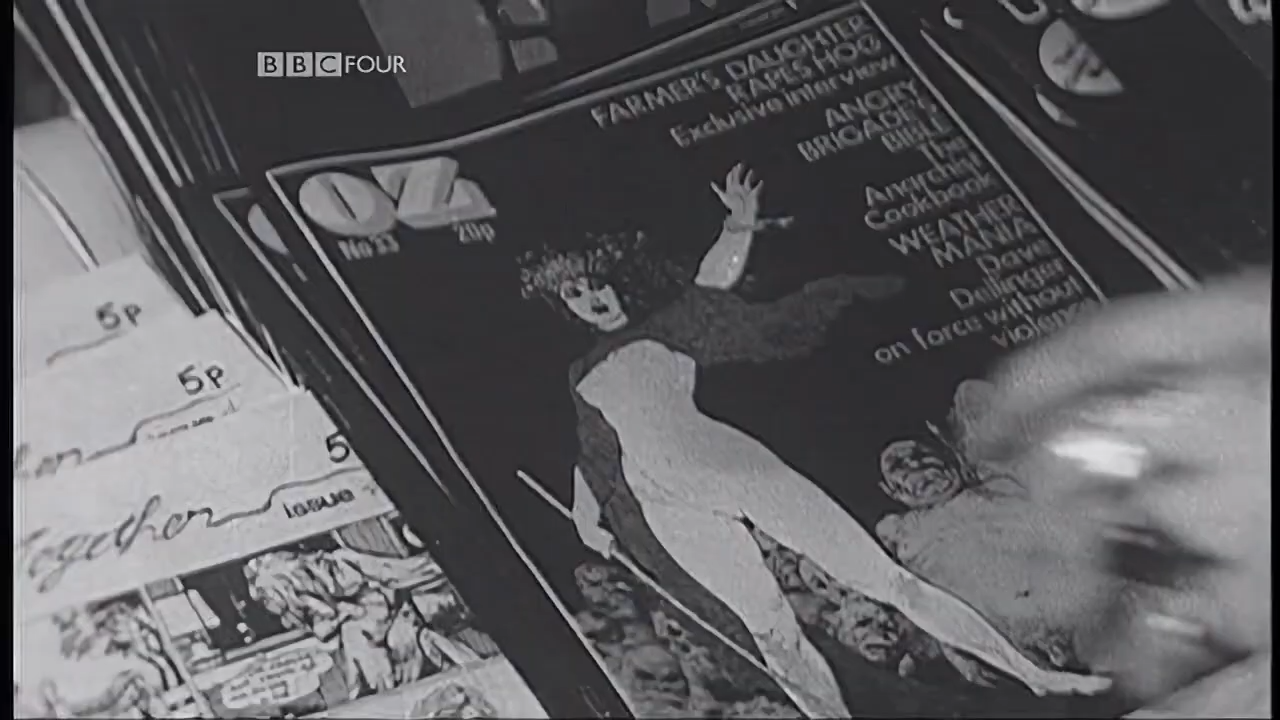 BBC FOUR
FARMER'S DAUGHTER
RAPES HOG
Exclusive interview
ANGRY
BRIGADE'S
BIBLE
The
Anarchist
Cookbook
WEATHER
MANIA
Dave
Dellinger
on force without
violence
OZ
No 33 20p
5p
5p
5
Together issue